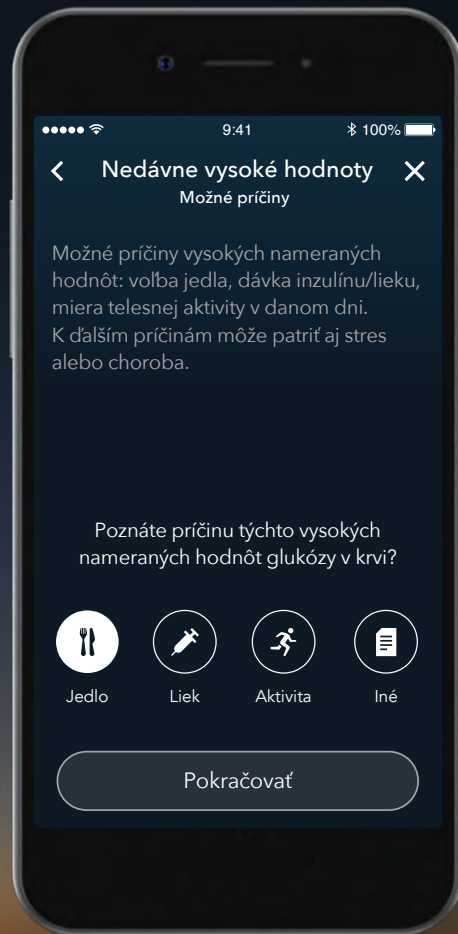 9:41
100%
Nedávne vysoké hodnoty
Možné príčiny
Možné príčiny vysokých nameraných
hodnôt: voľba jedla, dávka inzulínu/lieku,
miera telesnej aktivity v danom dni.
K ďalším príčinám môže patriť aj stres
alebo choroba.
Poznáte príčinu týchto vysokých
nameraných hodnôt glukózy v krvi?
Jedlo Liek Aktivita Iné
Pokračovať